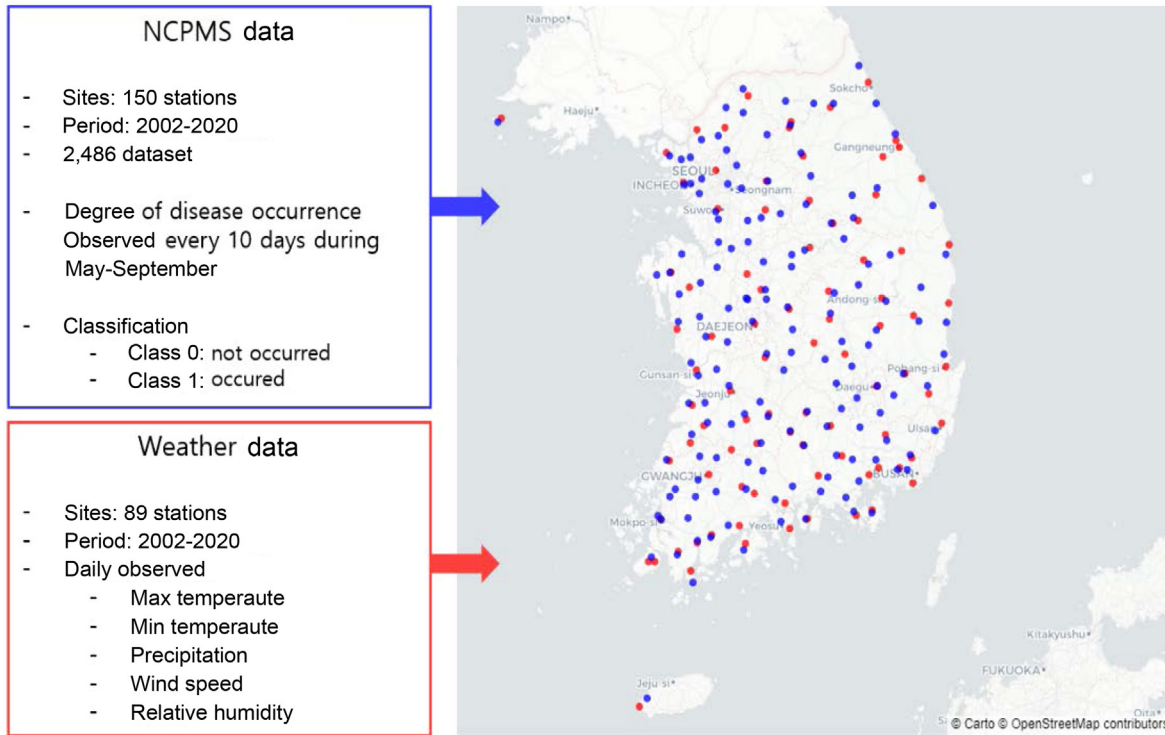 NCPMS data
- Sites: 150 stations
- Period: 2002-2020
- 2,486 dataset
- Degree of disease occurrence
Observed every 10 days during
May-September
- Classification
- Class 0: not occurred
- Class 1: occured
Weather data
- Sites: 89 stations
- Period: 2002-2020
- Daily observed
- Max temperaute
- Min temperaute
- Precipitation
- Wind speed
- Relative humidity
Nampo
Haeju
Sokcho
Gangneung
SEOUL
INCHEON
Seongnam
Suwon
Andong-si
DAEJEON
Gunsan-si
Pohang-si
Daegu
Jeonju
Ulsan
GWANGJU
BUSAN
Mokpo-si
Yeosu
Kitakyushu
FUKUOKA
Jeju-si
Oita
© Carto © OpenStreetMap contributors